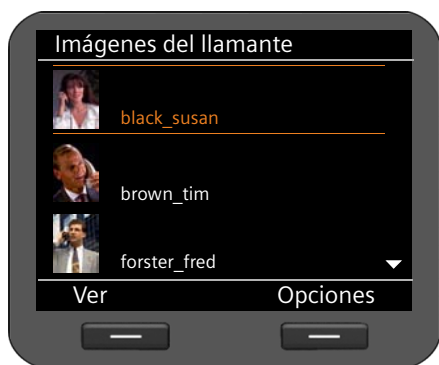 Imágenes del llamante
black_susan
brown_tim
forster_fred
Ver Opciones